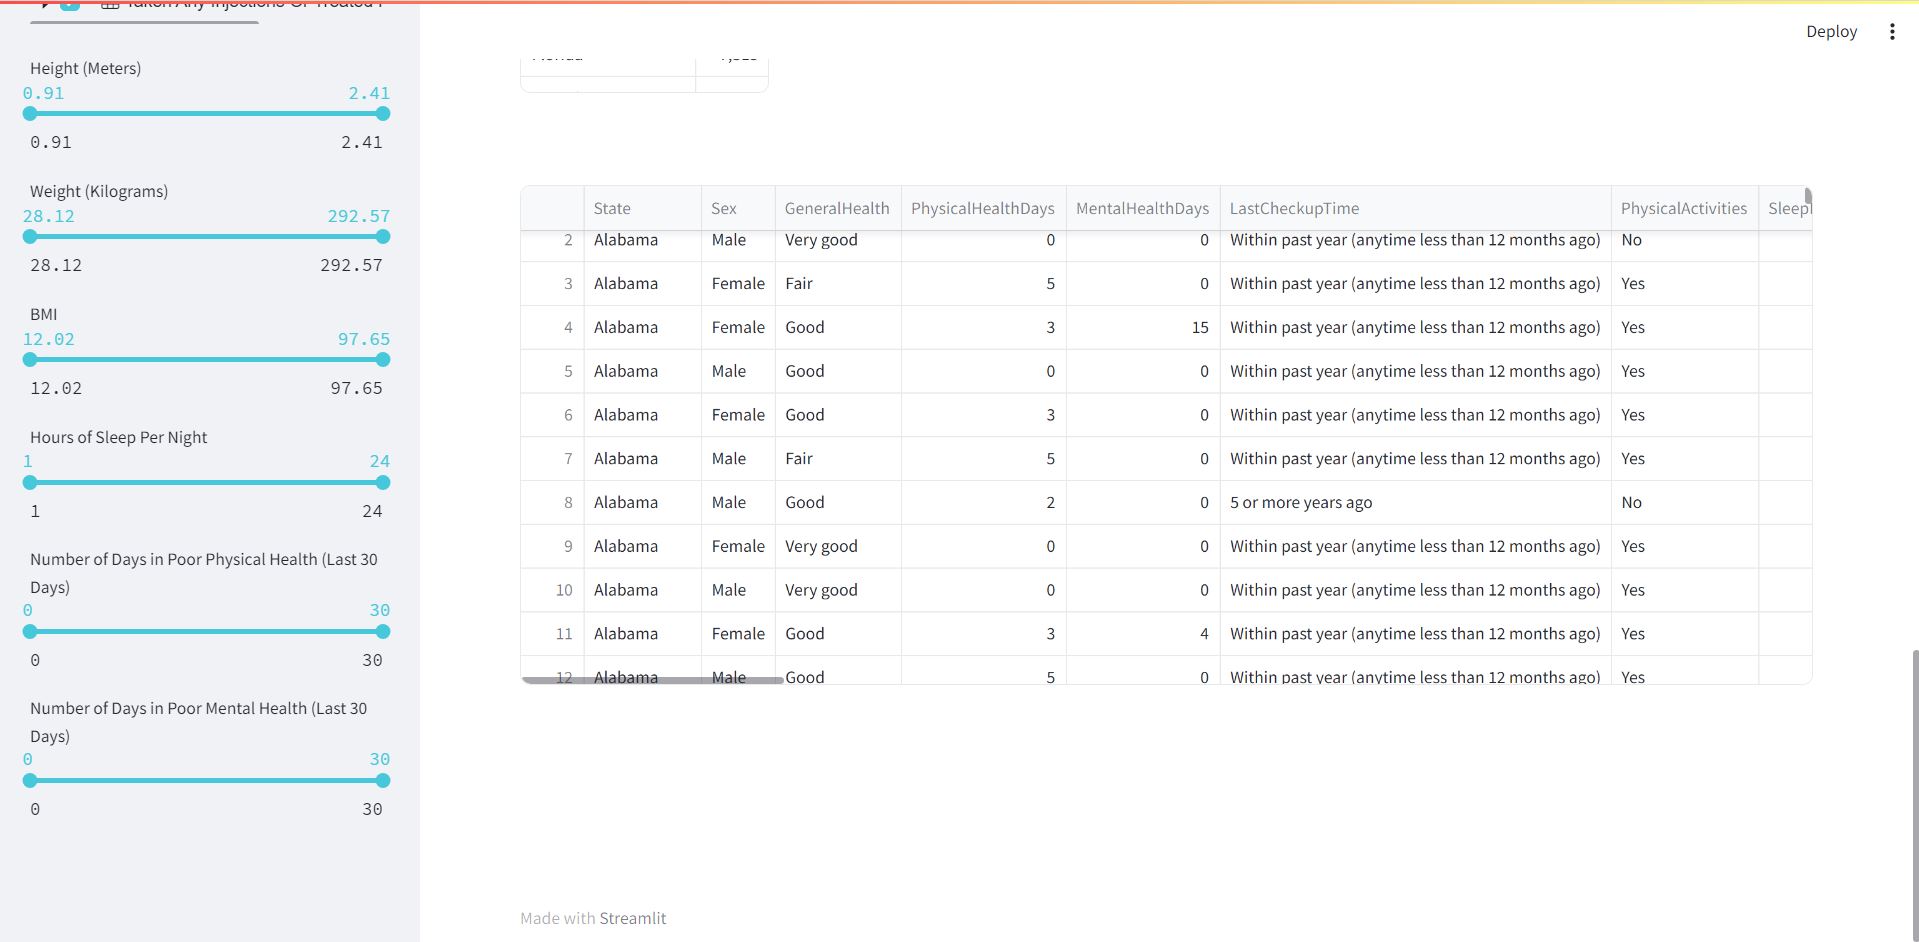 Taken Any Injections Or Treated F
Height (Meters)
0.91 2.41
0.91 2.41
Weight (Kilograms)
28.12 292.57
28.12 292.57
BMI
12.02 97.65
12.02 97.65
Hours of Sleep Per Night
1 24
1 24
Number of Days in Poor Physical Health (Last 30
Days)
0 30
0 30
Number of Days in Poor Mental Health (Last 30
Days)
0 30
0 30
Deploy
State Sex GeneralHealth PhysicalHealthDays MentalHealthDays LastCheckupTime PhysicalActivities Sleep
2 Alabama Male Very good 0 0 Within past year (anytime less than 12 months ago) No
3 Alabama Female Fair 5 0 Within past year (anytime less than 12 months ago) Yes
4 Alabama Female Good 3 15 Within past year (anytime less than 12 months ago) Yes
5 Alabama Male Good 0 0 Within past year (anytime less than 12 months ago) Yes
6 Alabama Female Good 3 0 Within past year (anytime less than 12 months ago) Yes
7 Alabama Male Fair 5 0 Within past year (anytime less than 12 months ago) Yes
8 Alabama Male Good 2 0 5 or more years ago No
9 Alabama Female Very good 0 0 Within past year (anytime less than 12 months ago) Yes
10 Alabama Male Very good 0 0 Within past year (anytime less than 12 months ago) Yes
11 Alabama Female Good 3 4 Within past year (anytime less than 12 months ago) Yes
12 Alabama Male Good 5 0 Within past year (anytime less than 12 months ago) Yes
Made with Streamlit